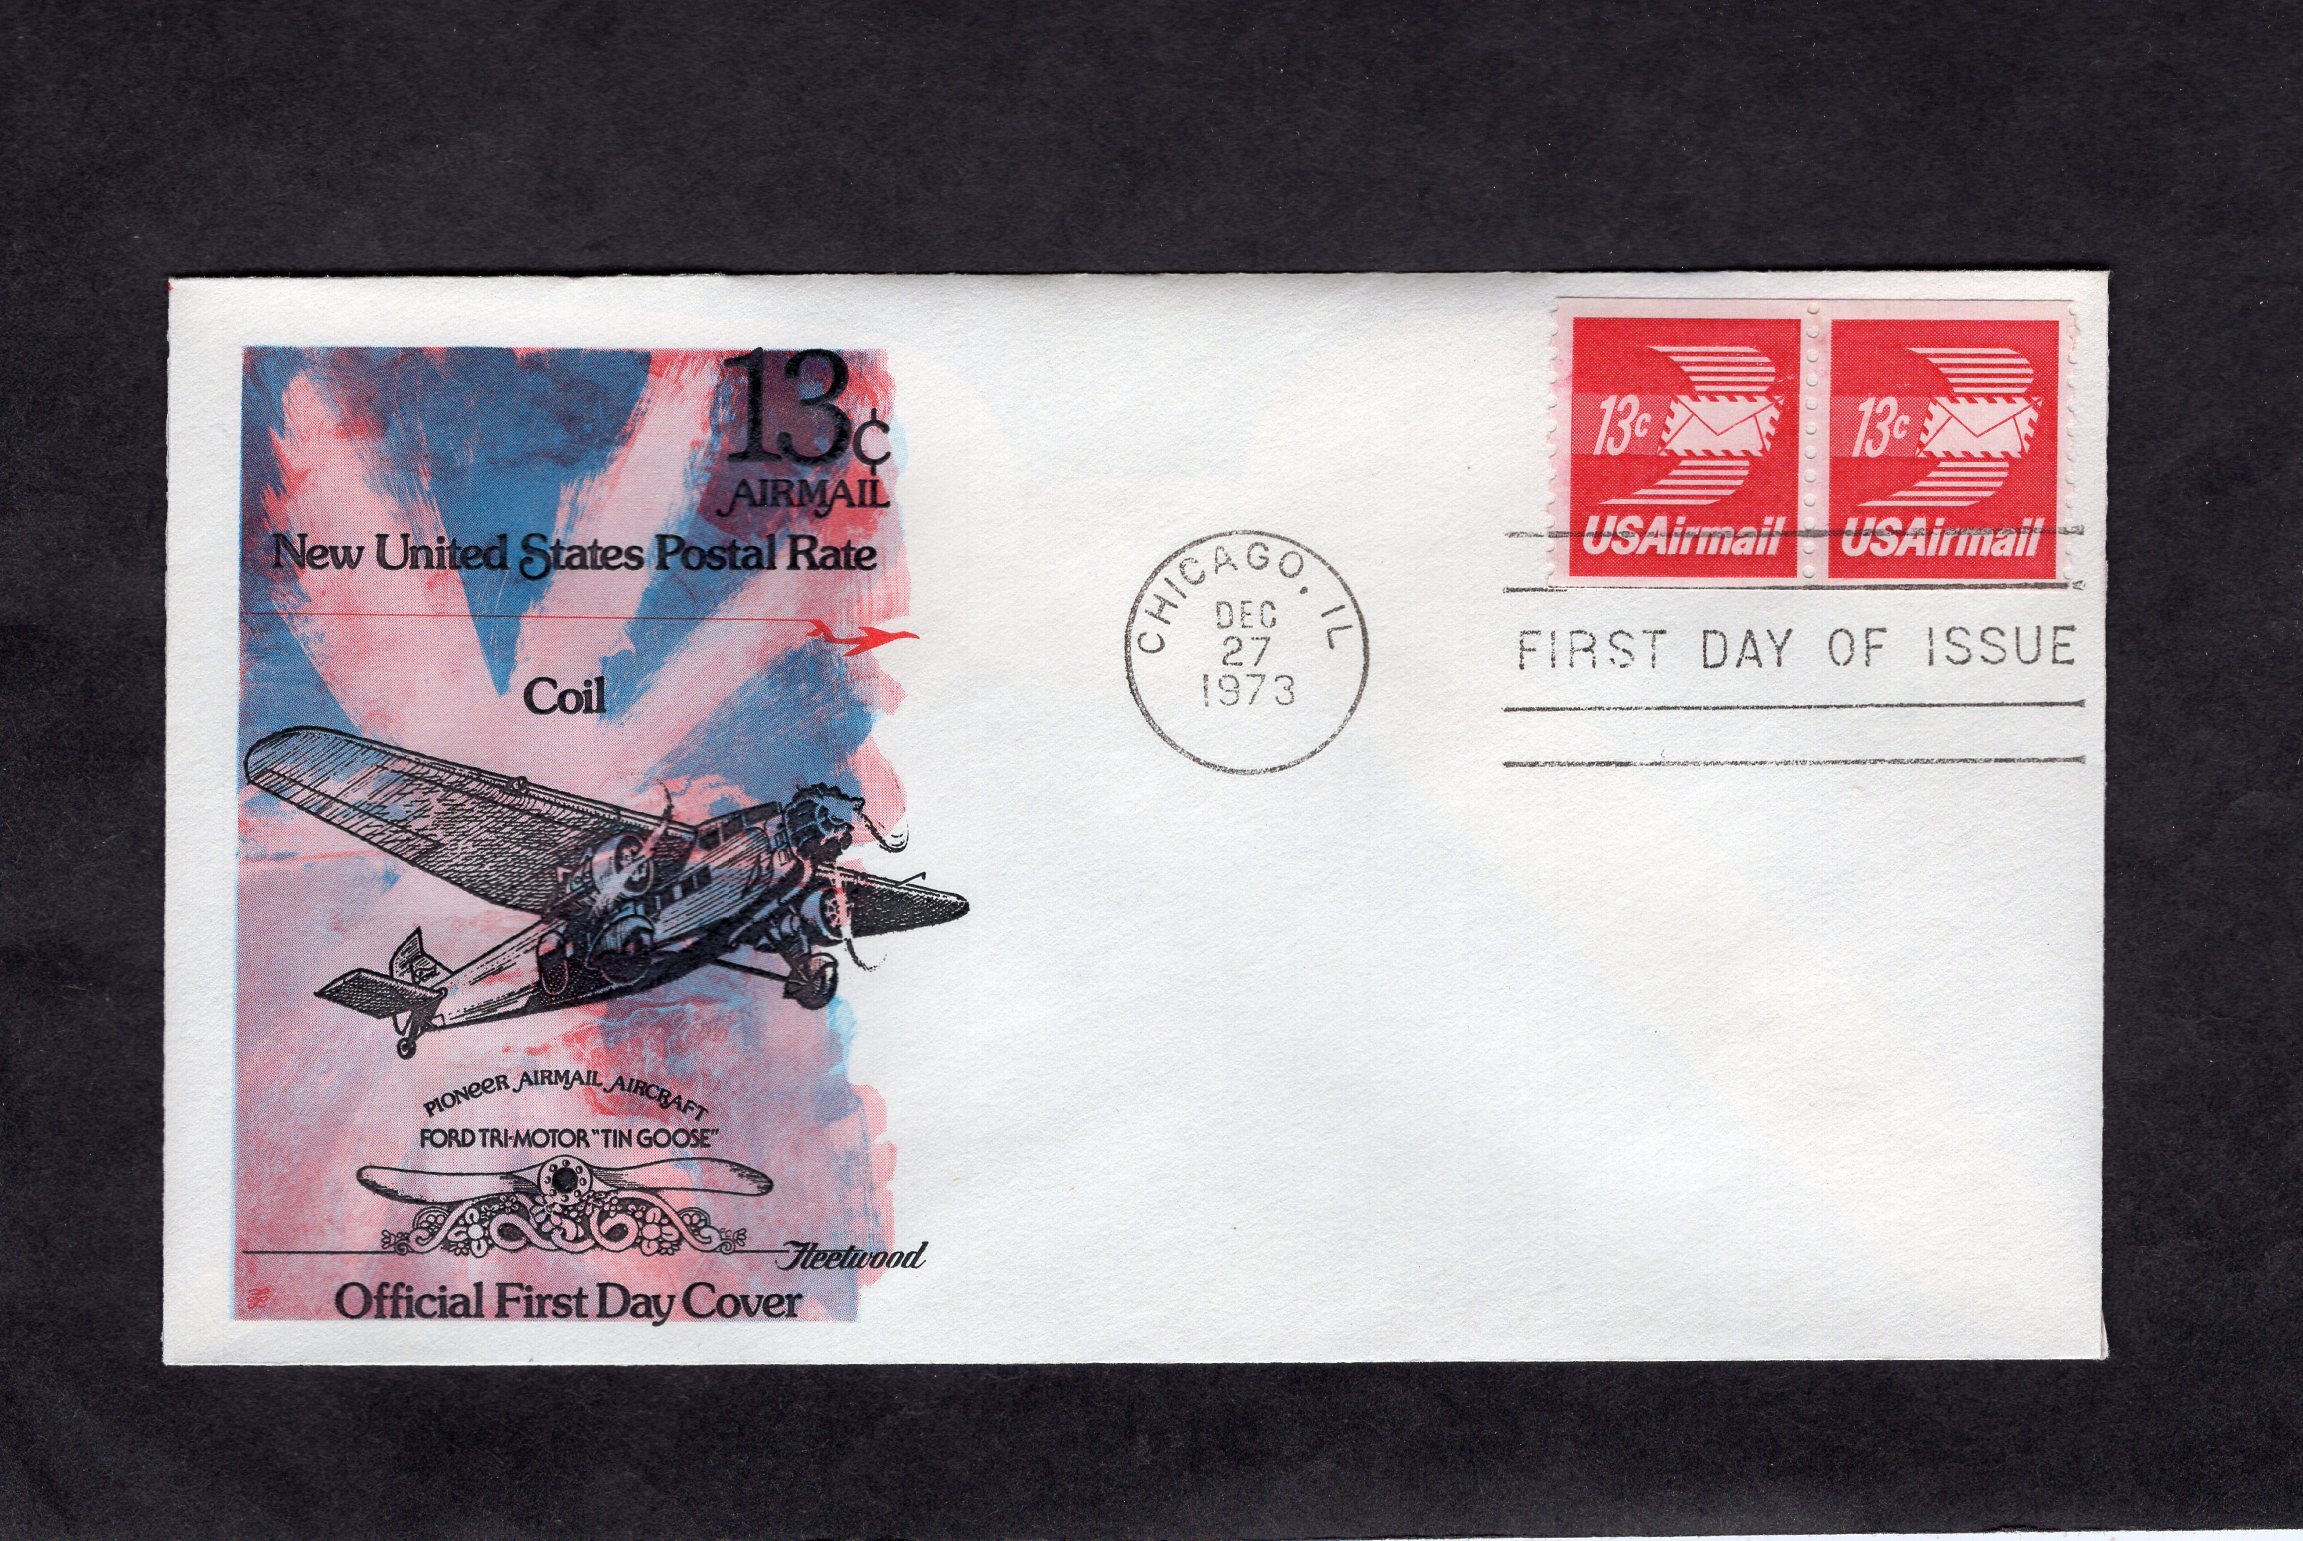 13¢
AIRMAIL
New United States Postal Rate
Coil
PIONeeR AIRMAIL AIRCRAFT
FORD TRI-MOTOR "TIN GOOSE"
Fleetwood
Official First Day Cover
CHICAGO, IL
DEC
27
1973
13c
USAirmail
13c
USAirmail
FIRST DAY OF ISSUE